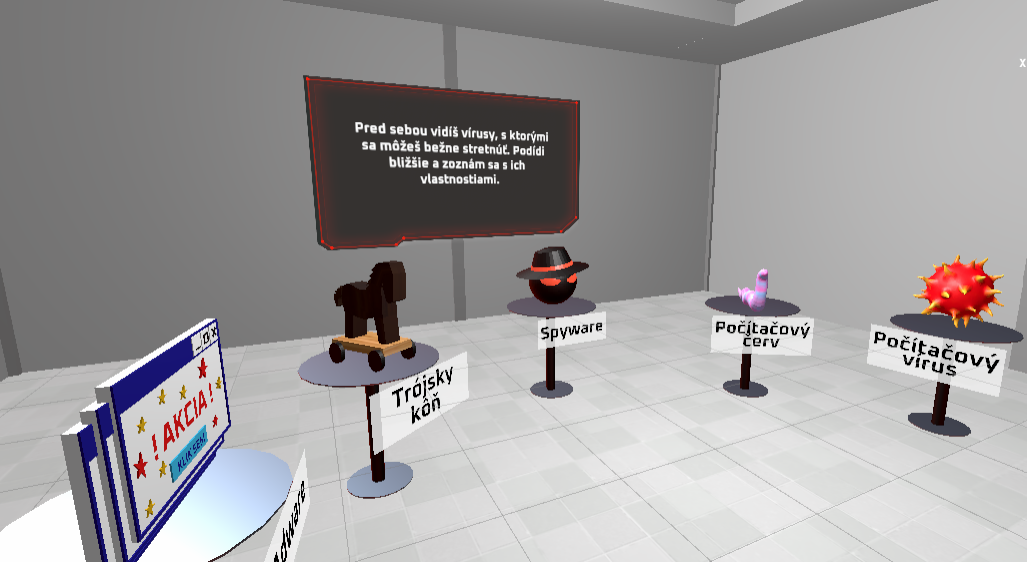 Pred sebou vidíš vírusy, s ktorými
sa môžeš bežne stretnúť. Podídi
bližšie a zoznám sa s ich
vlastnosťiami.
x
_ □ x
! AKCIA !
KLIK SEM!
Adware
Trójsky
kôň
Spyware
Počítačový
červ
Počítačový
vírus